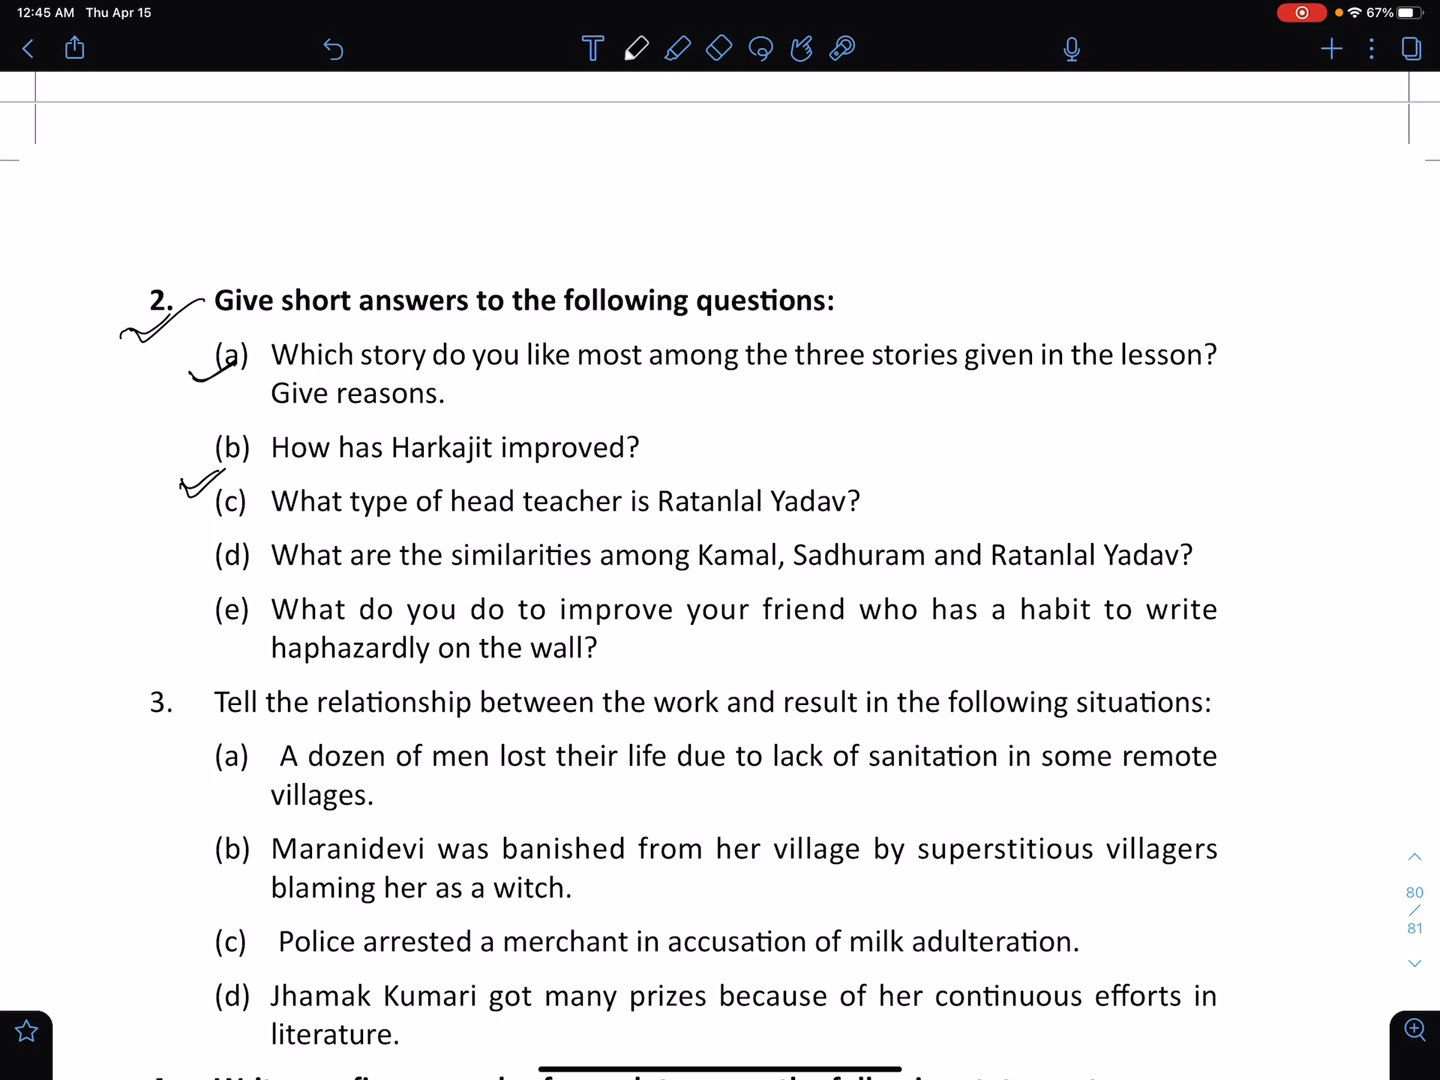 12:45 AM Thu Apr 15
67%
2. Give short answers to the following questions:
(a) Which story do you like most among the three stories given in the lesson?
Give reasons.
(b) How has Harkajit improved?
(c) What type of head teacher is Ratanlal Yadav?
(d) What are the similarities among Kamal, Sadhuram and Ratanlal Yadav?
(e) What do you do to improve your friend who has a habit to write
haphazardly on the wall?
3. Tell the relationship between the work and result in the following situations:
(a) A dozen of men lost their life due to lack of sanitation in some remote
villages.
(b) Maranidevi was banished from her village by superstitious villagers
blaming her as a witch.
(c) Police arrested a merchant in accusation of milk adulteration.
(d) Jhamak Kumari got many prizes because of her continuous efforts in
literature.
80
/
81